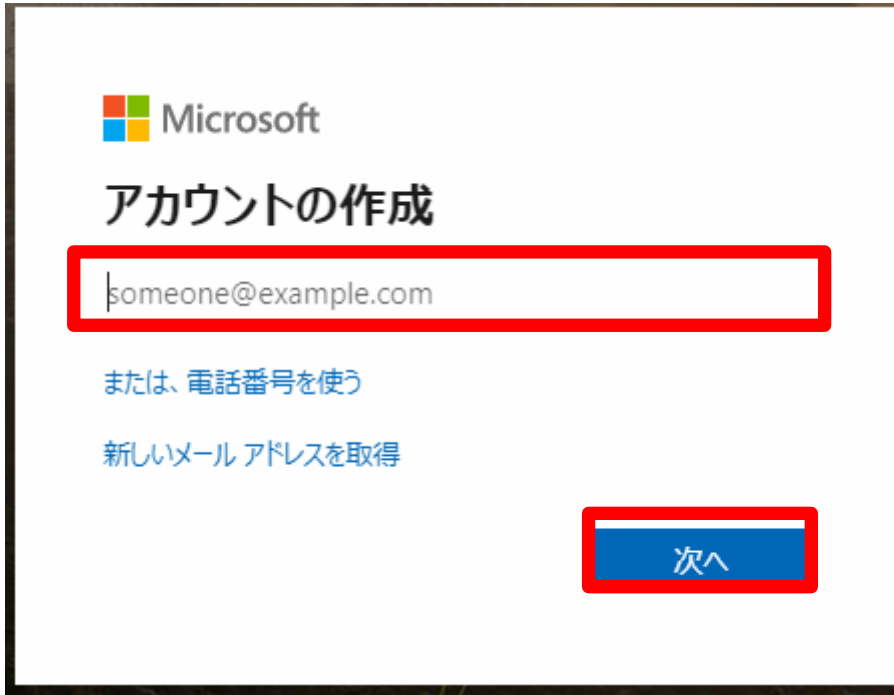 Microsoft
アカウントの作成
someone@example.com
または、電話番号を使う
新しいメール アドレスを取得
次へ